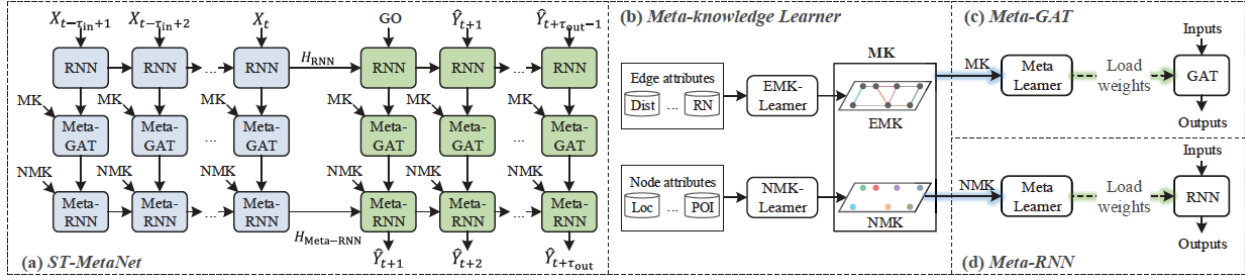 X_{t−τ_in+1} X_{t−τ_in+2} X_t GO Ŷ_{t+1} Ŷ_{t+τ_out−1}
RNN RNN ... RNN H_RNN RNN RNN ... RNN
MK MK MK MK MK MK
Meta-GAT Meta-GAT ... Meta-GAT Meta-GAT Meta-GAT ... Meta-GAT
NMK NMK NMK NMK NMK NMK
Meta-RNN Meta-RNN ... Meta-RNN H_Meta−RNN Meta-RNN Meta-RNN ... Meta-RNN
Ŷ_{t+1} Ŷ_{t+2} Ŷ_{t+τ_out}
(a) ST-MetaNet
(b) Meta-knowledge Learner
MK
Edge attributes
Dist ... RN
EMK-
Learner
EMK
Node attributes
Loc ... POI
NMK-
Learner
NMK
(c) Meta-GAT
Inputs
MK
Meta
Learner
Load
weights
GAT
Outputs
Inputs
NMK
Meta
Learner
Load
weights
RNN
Outputs
(d) Meta-RNN